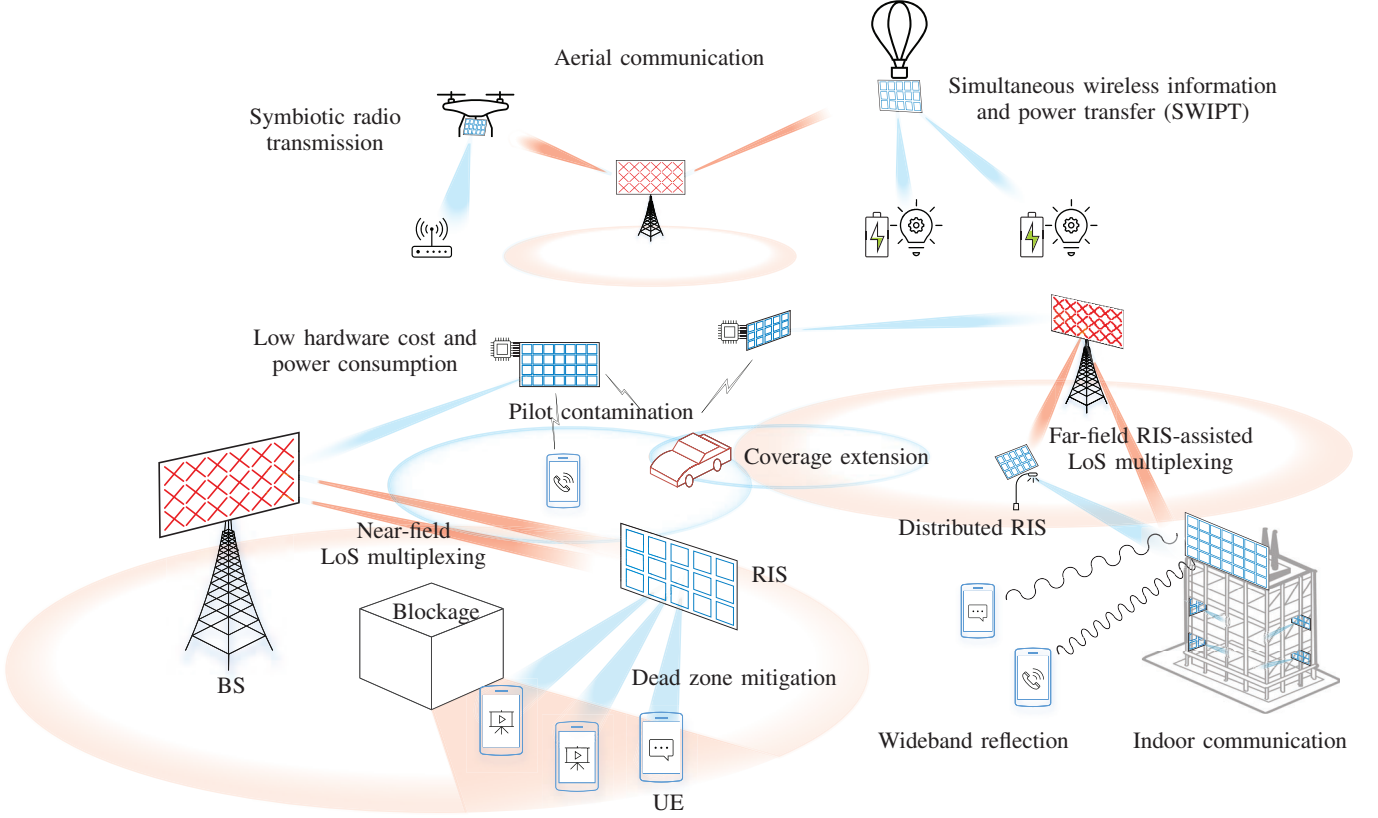 Aerial communication
Simultaneous wireless information
and power transfer (SWIPT)
Symbiotic radio
transmission
Low hardware cost and
power consumption
Pilot contamination
Coverage extension
Far-field RIS-assisted
LoS multiplexing
Near-field
LoS multiplexing
Distributed RIS
RIS
Blockage
BS
Dead zone mitigation
Wideband reflection
Indoor communication
UE